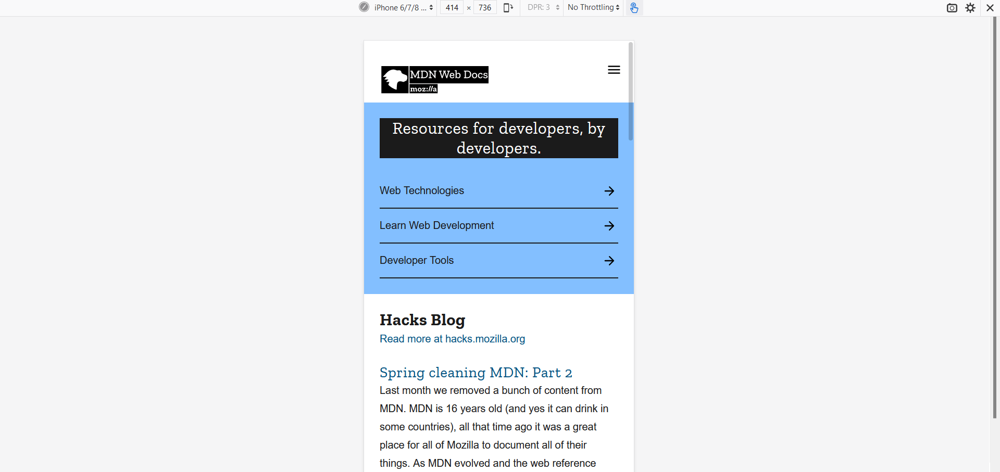 iPhone 6/7/8 ... 414 × 736 DPR: 3 No Throttling
MDN Web Docs
moz://a
Resources for developers, by
developers.
Web Technologies
Learn Web Development
Developer Tools
Hacks Blog
Read more at hacks.mozilla.org
Spring cleaning MDN: Part 2
Last month we removed a bunch of content from
MDN. MDN is 16 years old (and yes it can drink in
some countries), all that time ago it was a great
place for all of Mozilla to document all of their
things. As MDN evolved and the web reference